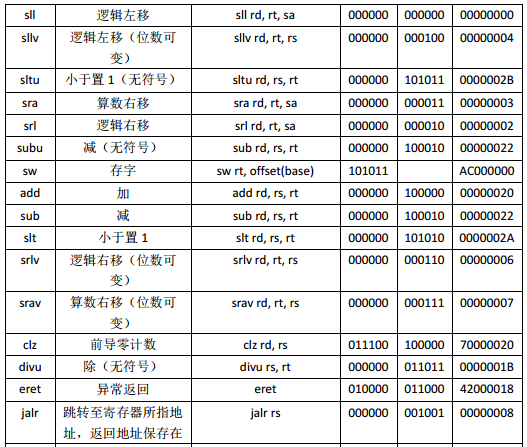 sll 逻辑左移 sll rd, rt, sa 000000 000000 00000000
sllv 逻辑左移（位数可变） sllv rd, rt, rs 000000 000100 00000004
sltu 小于置 1（无符号） sltu rd, rs, rt 000000 101011 0000002B
sra 算数右移 sra rd, rt, sa 000000 000011 00000003
srl 逻辑右移 srl rd, rt, sa 000000 000010 00000002
subu 减（无符号） sub rd, rs, rt 000000 100010 00000022
sw 存字 sw rt, offset(base) 101011 AC000000
add 加 add rd, rs, rt 000000 100000 00000020
sub 减 sub rd, rs, rt 000000 100010 00000022
slt 小于置 1 slt rd, rs, rt 000000 101010 0000002A
srlv 逻辑右移（位数可变） srlv rd, rt, rs 000000 000110 00000006
srav 算数右移（位数可变） srav rd, rt, rs 000000 000111 00000007
clz 前导零计数 clz rd, rs 011100 100000 70000020
divu 除（无符号） divu rs, rt 000000 011011 0000001B
eret 异常返回 eret 010000 011000 42000018
jalr 跳转至寄存器所指地 jalr rs 000000 001001 00000008
址，返回地址保存在